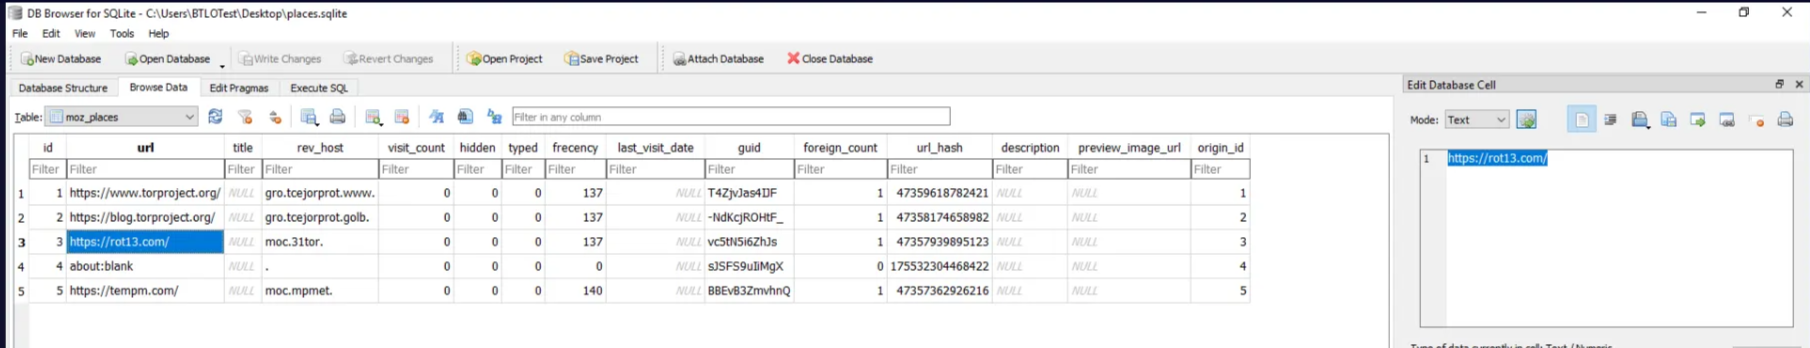 DB Browser for SQLite - C:\Users\BTLOTest\Desktop\places.sqlite
File Edit View Tools Help
New Database Open Database Write Changes Revert Changes Open Project Save Project Attach Database Close Database
Database Structure Browse Data Edit Pragmas Execute SQL
Edit Database Cell
Table: moz_places Filter in any column
Mode: Text
id url title rev_host visit_count hidden typed frecency last_visit_date guid foreign_count url_hash description preview_image_url origin_id
Filter Filter Filter Filter Filter Filter Filter Filter Filter Filter Filter Filter Filter Filter Filter
1 1 https://www.torproject.org/ NULL gro.tcejorprot.www. 0 0 0 137 NULL T4ZjvJas4IJF 1 47359618782421 NULL NULL 1
2 2 https://blog.torproject.org/ NULL gro.tcejorprot.golb. 0 0 0 137 NULL -NdKcjROHtF_ 1 47358174658982 NULL NULL 2
3 3 https://rot13.com/ NULL moc.31tor. 0 0 0 137 NULL vc5tN5i6ZhJs 1 47357939895123 NULL NULL 3
4 4 about:blank NULL . 0 0 0 0 NULL sJSFS9uIiMgX 0 175532304468422 NULL NULL 4
5 5 https://tempm.com/ NULL moc.mpmet. 0 0 0 140 NULL BBEvB3ZmvhnQ 1 47357362926216 NULL NULL 5
1 https://rot13.com/
Type of data currently in cell: Text / Numeric